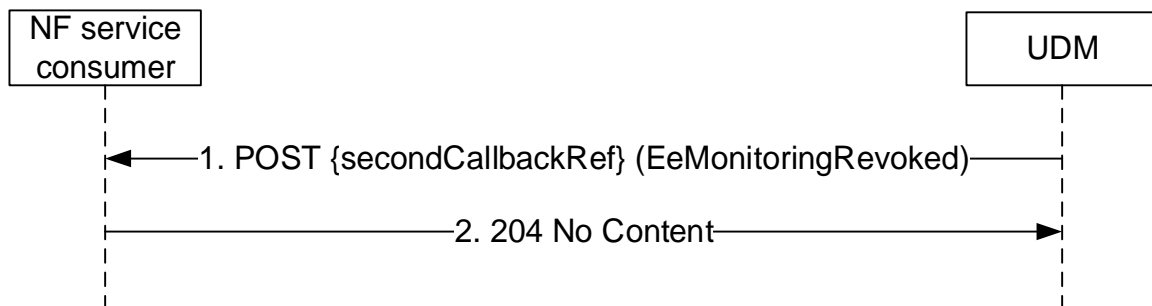 NF service
consumer
UDM
1. POST {secondCallbackRef} (EeMonitoringRevoked)
2. 204 No Content